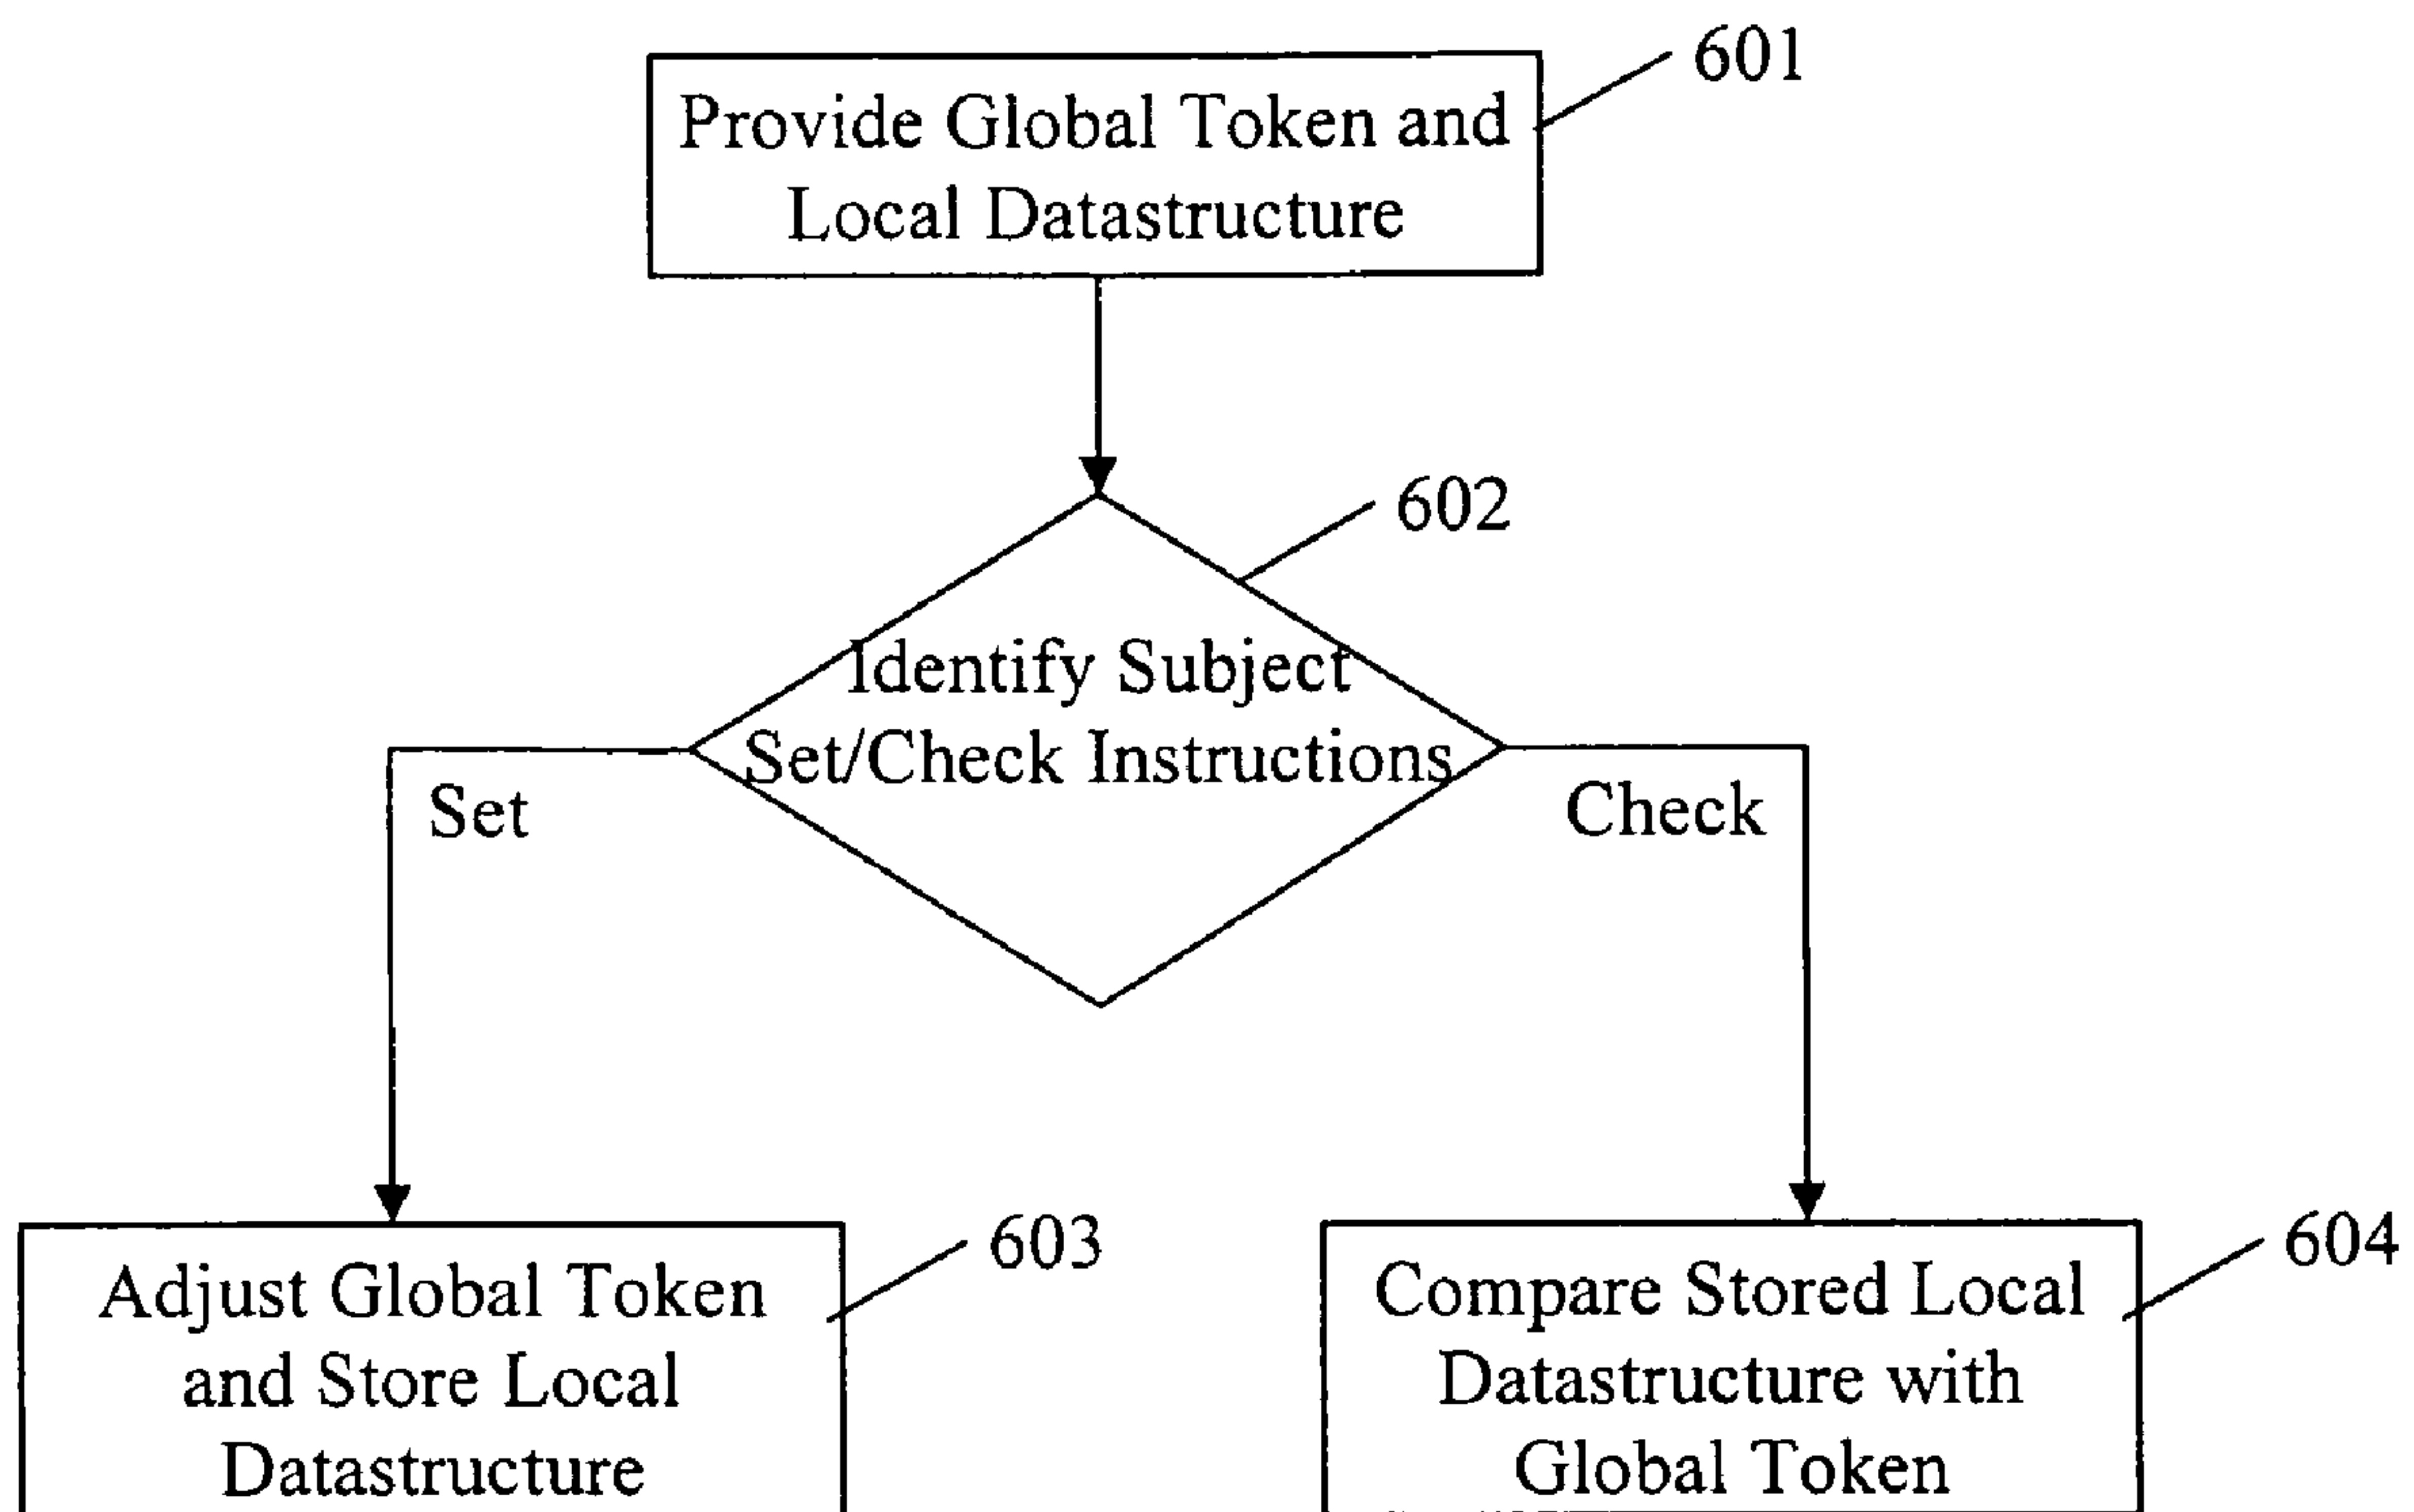 601
Provide Global Token and
Local Datastructure
602
Identify Subject
Set/Check Instructions
Set
Check
603
Adjust Global Token
and Store Local
Datastructure
604
Compare Stored Local
Datastructure with
Global Token